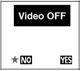 Video OFF
★ NO YES